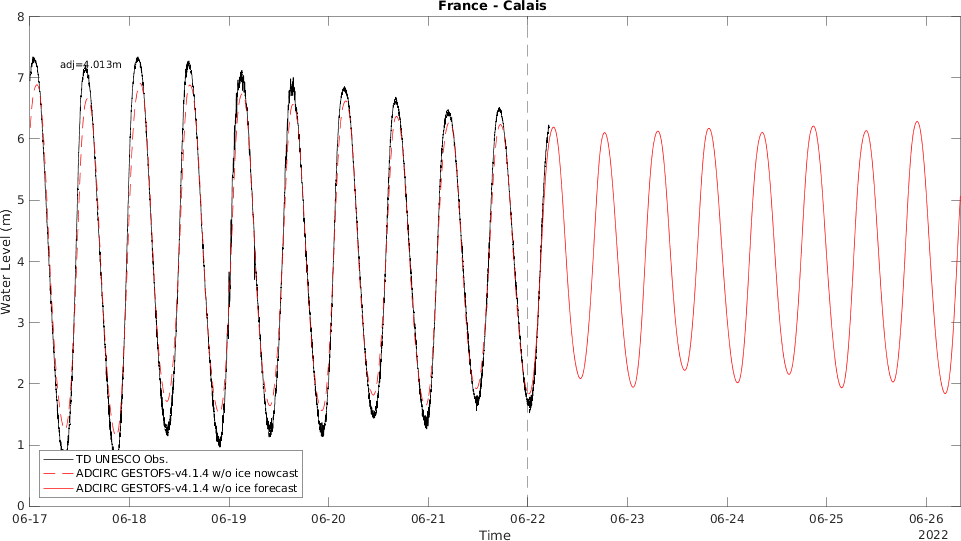 France - Calais
8
7
6
5
4
3
2
1
0
Water Level (m)
adj=4.013m
TD UNESCO Obs.
ADCIRC GESTOFS-v4.1.4 w/o ice nowcast
ADCIRC GESTOFS-v4.1.4 w/o ice forecast
06-17 06-18 06-19 06-20 06-21 06-22 06-23 06-24 06-25 06-26
Time
2022